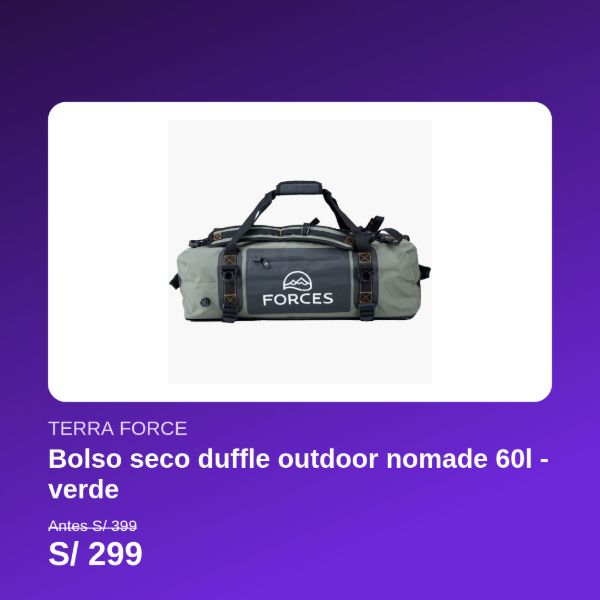 FORCES
TERRA FORCE
Bolso seco duffle outdoor nomade 60l -
verde
Antes S/ 399
S/ 299